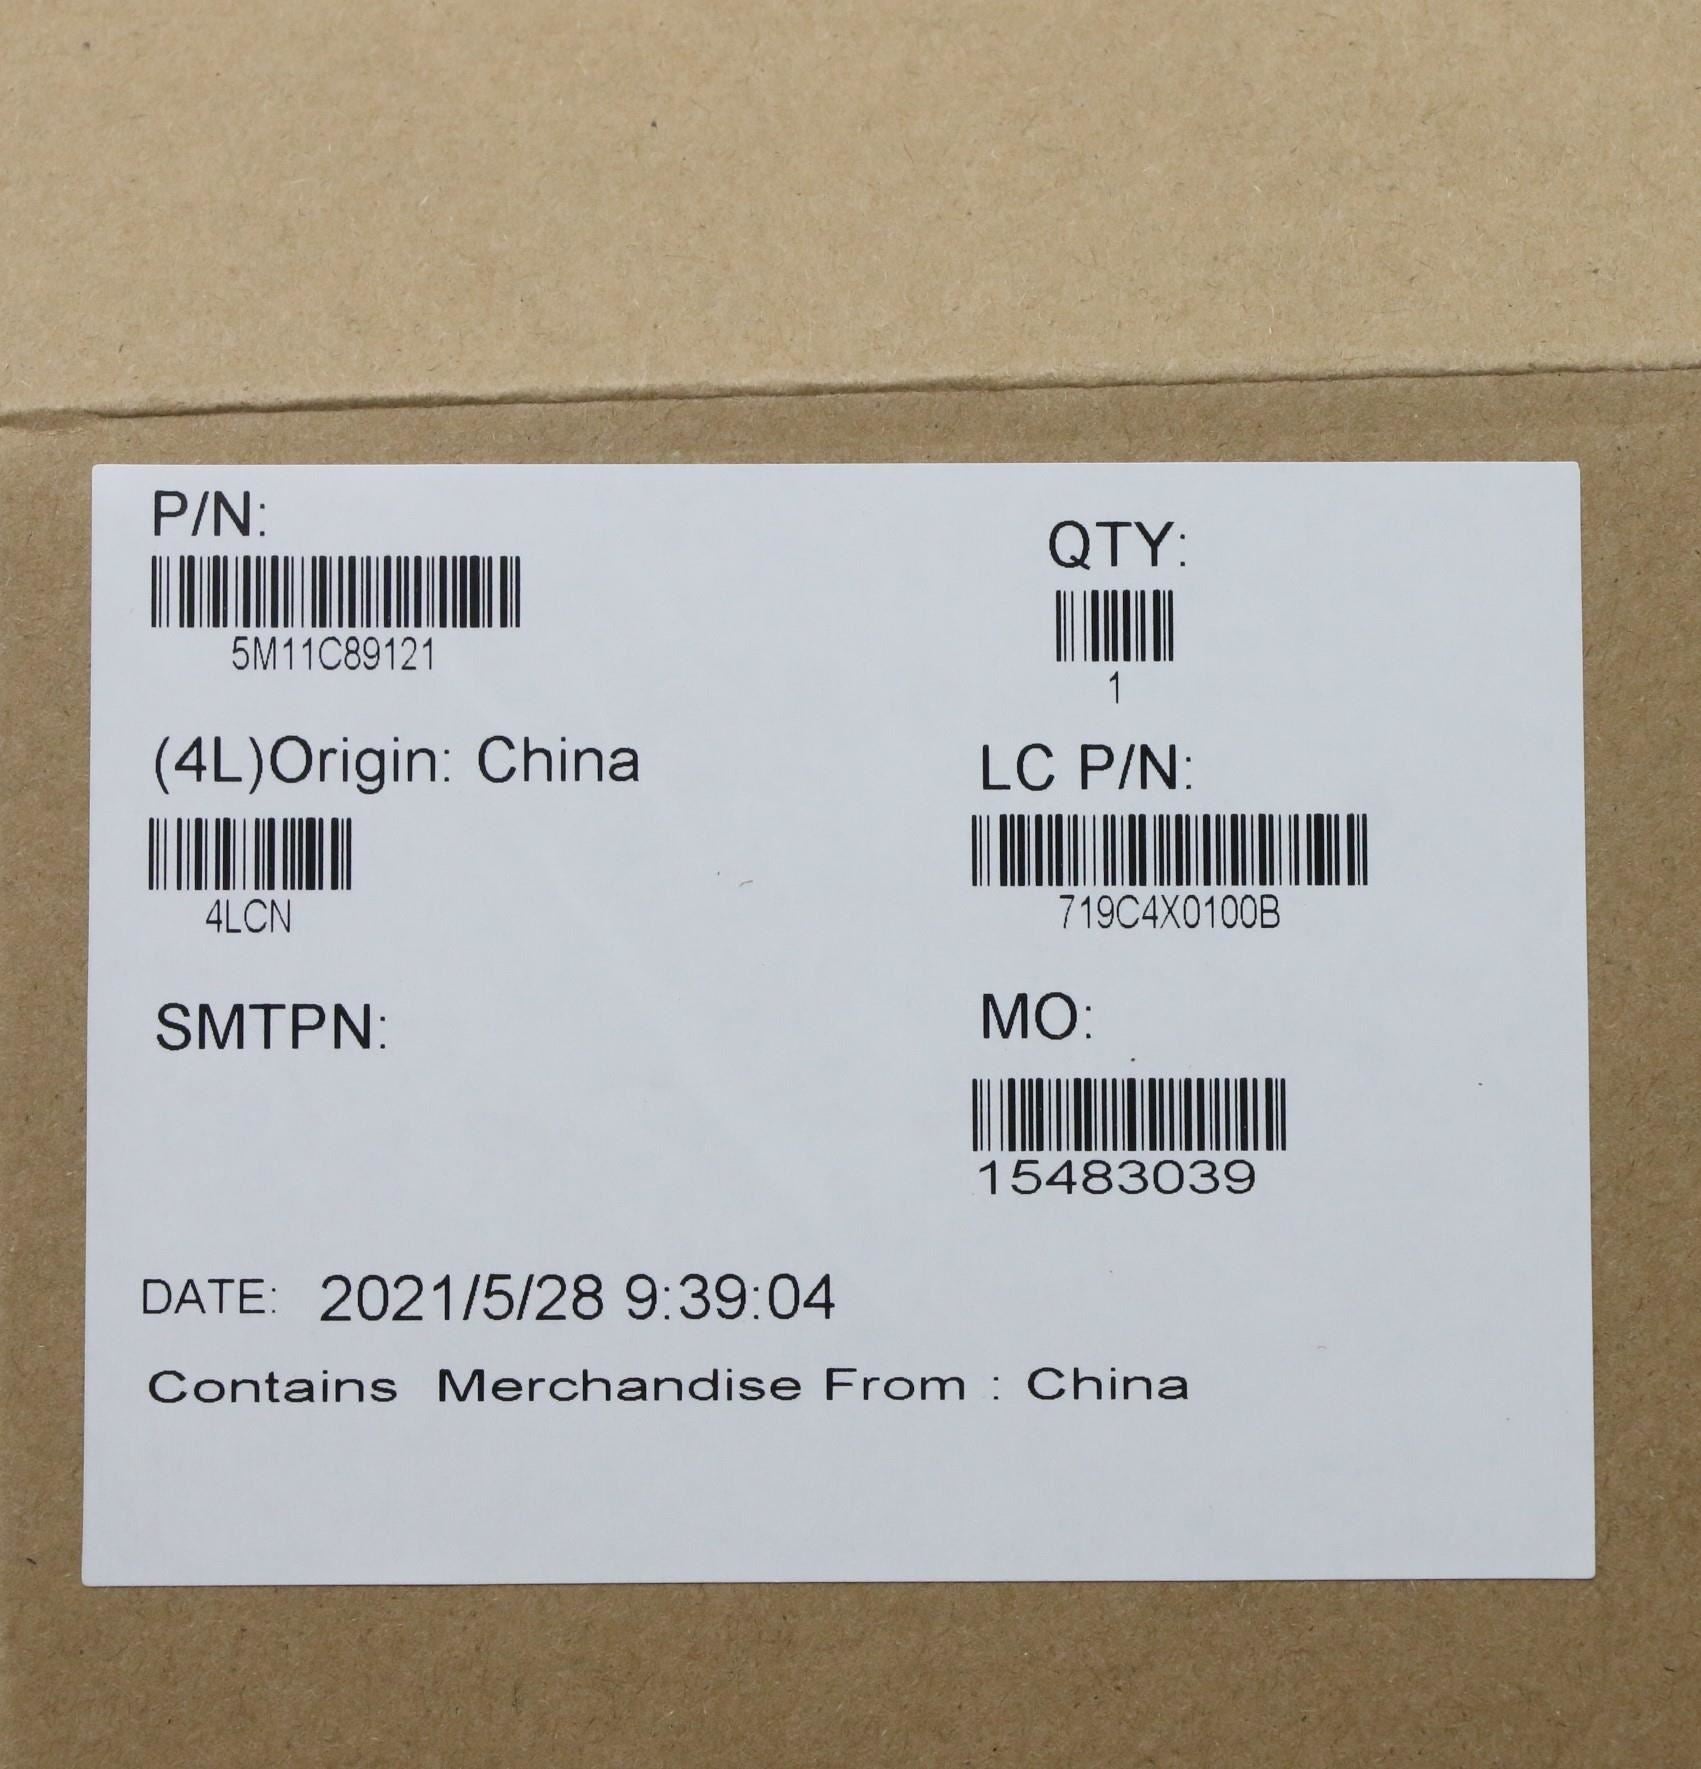 P/N:
5M11C89121
QTY:
1
(4L)Origin: China
4LCN
LC P/N:
719C4X0100B
SMTPN:
MO:
15483039
DATE: 2021/5/28 9:39:04
Contains Merchandise From : China